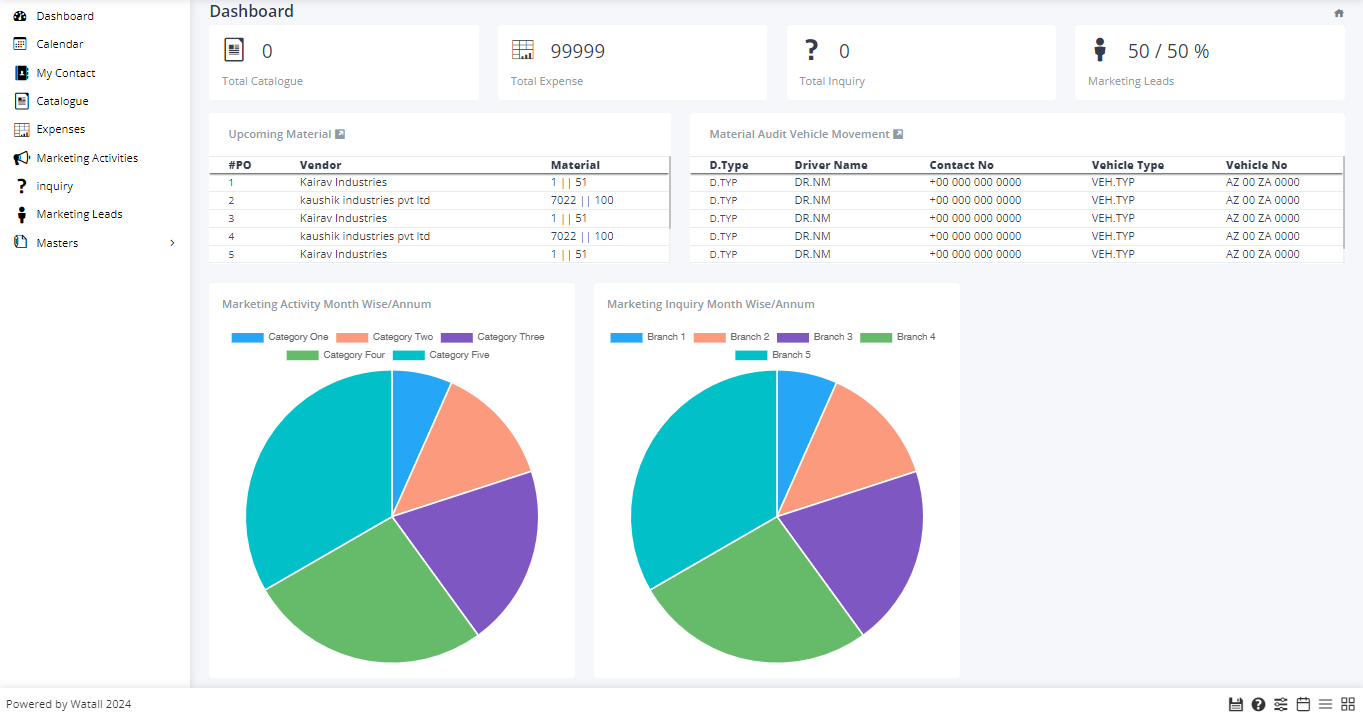 Dashboard
Calendar
My Contact
Catalogue
Expenses
Marketing Activities
inquiry
Marketing Leads
Masters
Dashboard
0
Total Catalogue
99999
Total Expense
0
Total Inquiry
50 / 50 %
Marketing Leads
Upcoming Material
#PO Vendor Material
1 Kairav Industries 1 || 51
2 kaushik industries pvt ltd 7022 || 100
3 Kairav Industries 1 || 51
4 kaushik industries pvt ltd 7022 || 100
5 Kairav Industries 1 || 51
Material Audit Vehicle Movement
D.Type Driver Name Contact No Vehicle Type Vehicle No
D.TYP DR.NM +00 000 000 0000 VEH.TYP AZ 00 ZA 0000
D.TYP DR.NM +00 000 000 0000 VEH.TYP AZ 00 ZA 0000
D.TYP DR.NM +00 000 000 0000 VEH.TYP AZ 00 ZA 0000
D.TYP DR.NM +00 000 000 0000 VEH.TYP AZ 00 ZA 0000
D.TYP DR.NM +00 000 000 0000 VEH.TYP AZ 00 ZA 0000
Marketing Activity Month Wise/Annum
Category One Category Two Category Three
Category Four Category Five
Marketing Inquiry Month Wise/Annum
Branch 1 Branch 2 Branch 3 Branch 4
Branch 5
Powered by Watall 2024